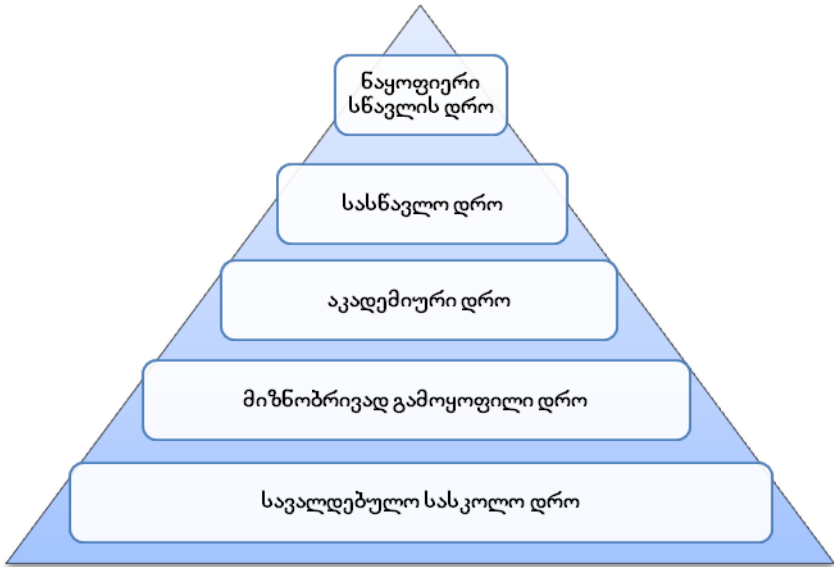 ნაყოფიერი
სწავლის დრო
სასწავლო დრო
აკადემიური დრო
მიზნობრივად გამოყოფილი დრო
სავალდებულო სასკოლო დრო